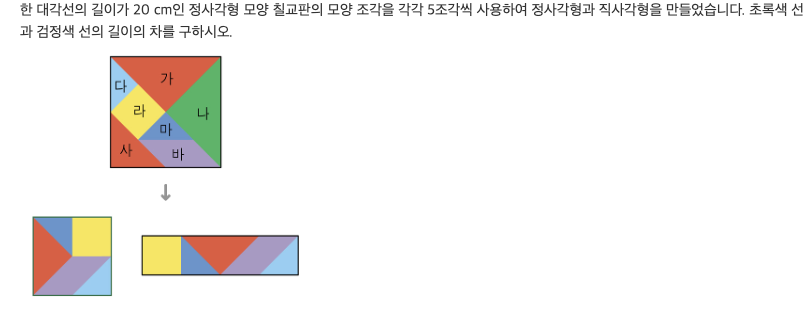 한 대각선의 길이가 20 cm인 정사각형 모양 칠교판의 모양 조각을 각각 5조각씩 사용하여 정사각형과 직사각형을 만들었습니다. 초록색 선
과 검정색 선의 길이의 차를 구하시오.
가
다
라
나
마
사
바
↓